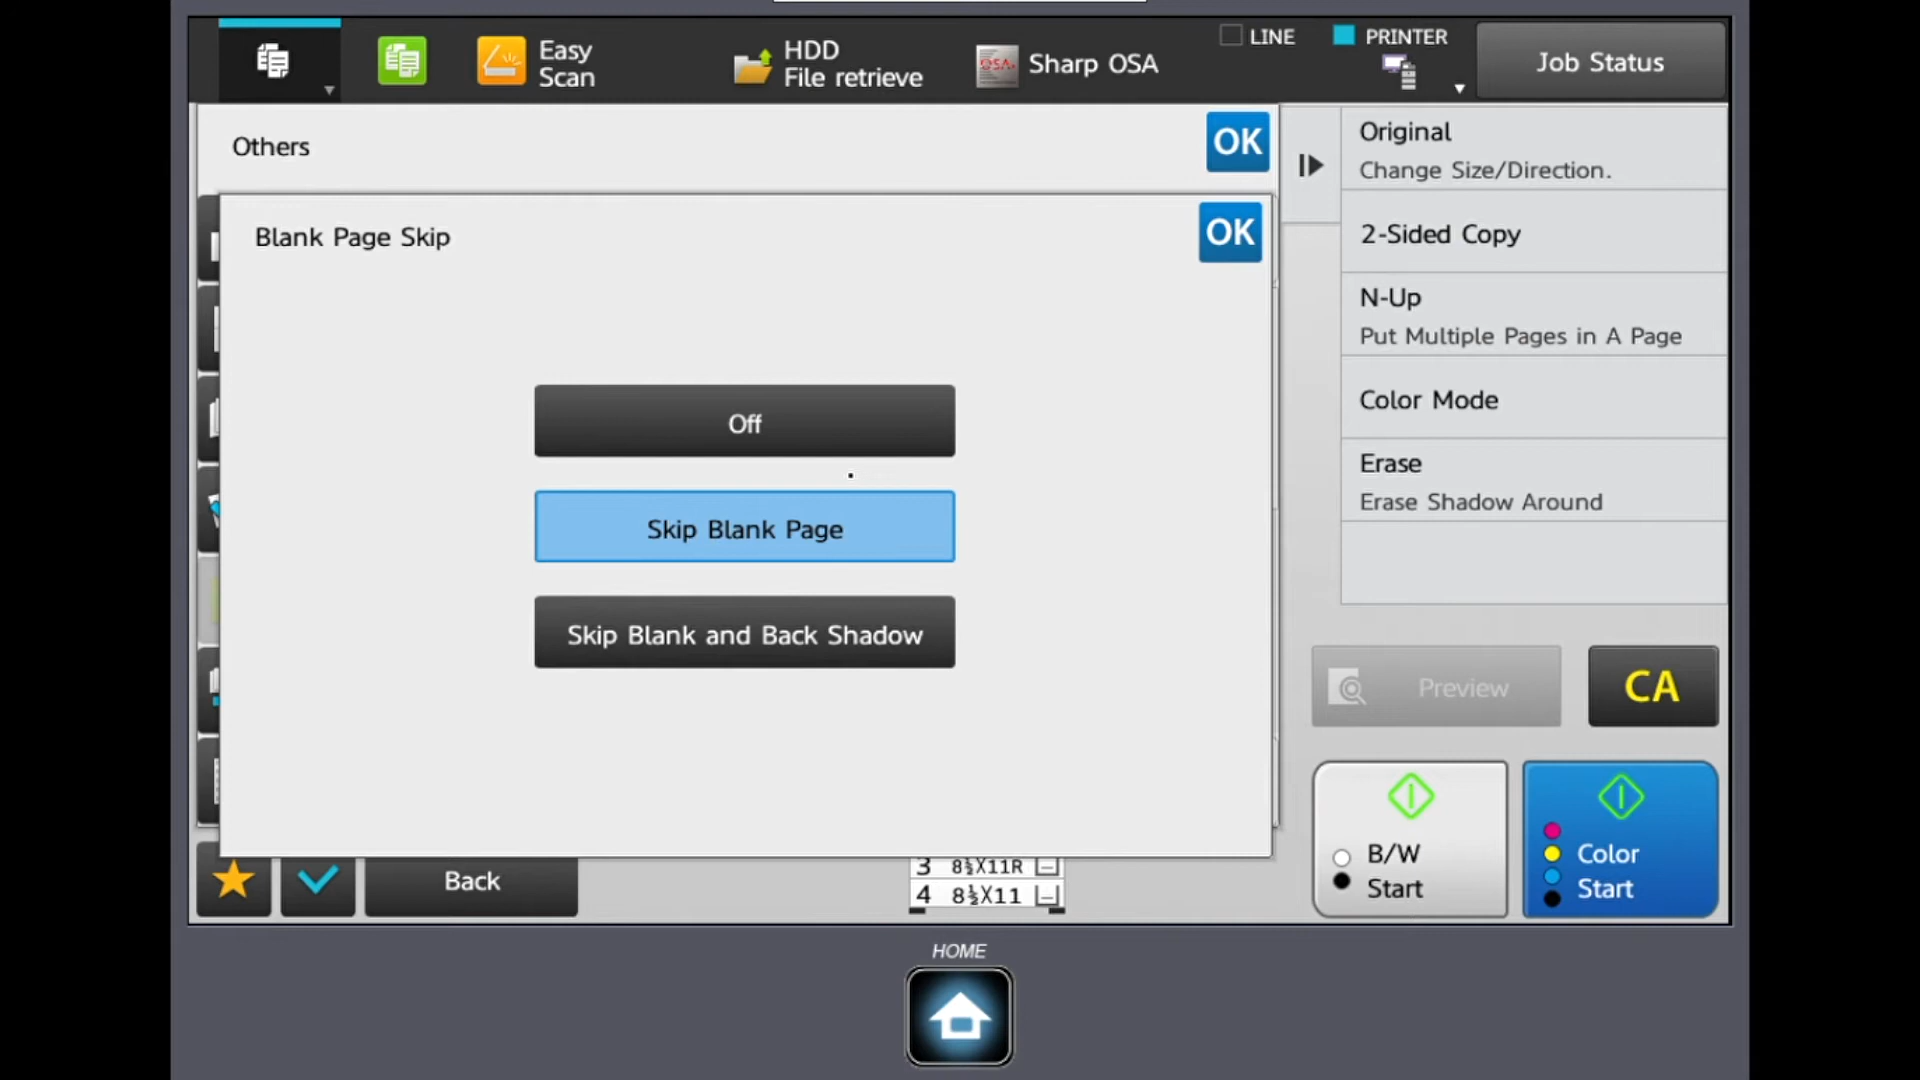 Easy
Scan
HDD
File retrieve
OSA
Sharp OSA
LINE
PRINTER
Job Status
Others
OK
Blank Page Skip
OK
Off
Skip Blank Page
Skip Blank and Back Shadow
Original
Change Size/Direction.
2-Sided Copy
N-Up
Put Multiple Pages in A Page
Color Mode
Erase
Erase Shadow Around
Preview
CA
B/W
Start
Color
Start
Back
3 8½X11R
4 8½X11
HOME